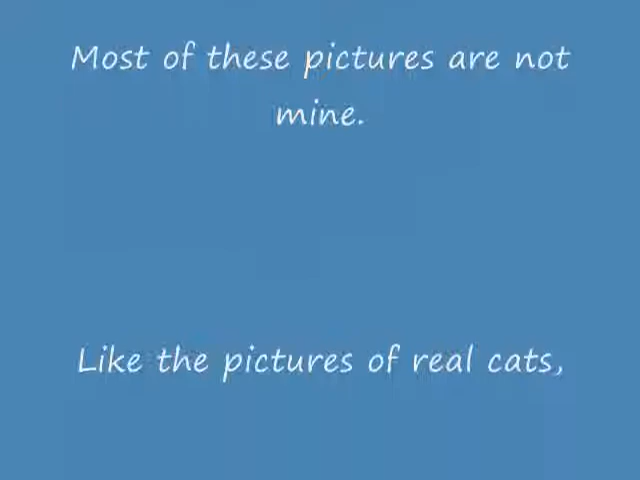 Most of these pictures are not
mine.
Like the pictures of real cats,